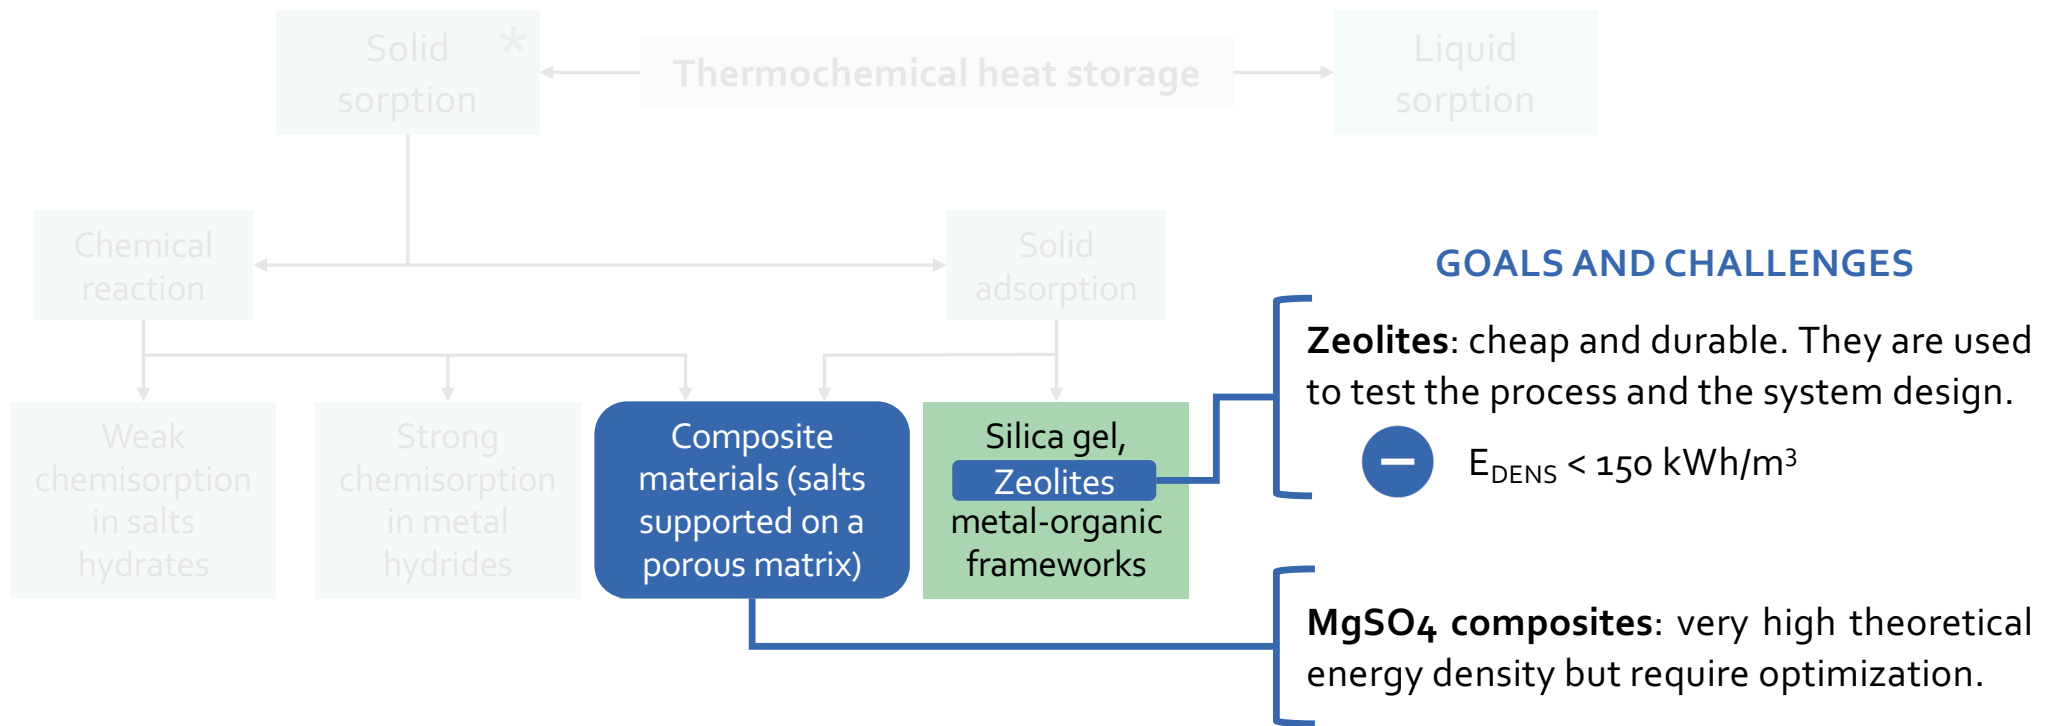 Solid *
sorption
Thermochemical heat storage
Liquid
sorption
Chemical
reaction
Solid
adsorption
GOALS AND CHALLENGES
Zeolites: cheap and durable. They are used
to test the process and the system design.
− E_DENS < 150 kWh/m³
Weak
chemisorption
in salts
hydrates
Strong
chemisorption
in metal
hydrides
Composite
materials (salts
supported on a
porous matrix)
Silica gel,
Zeolites
metal-organic
frameworks
MgSO4 composites: very high theoretical
energy density but require optimization.